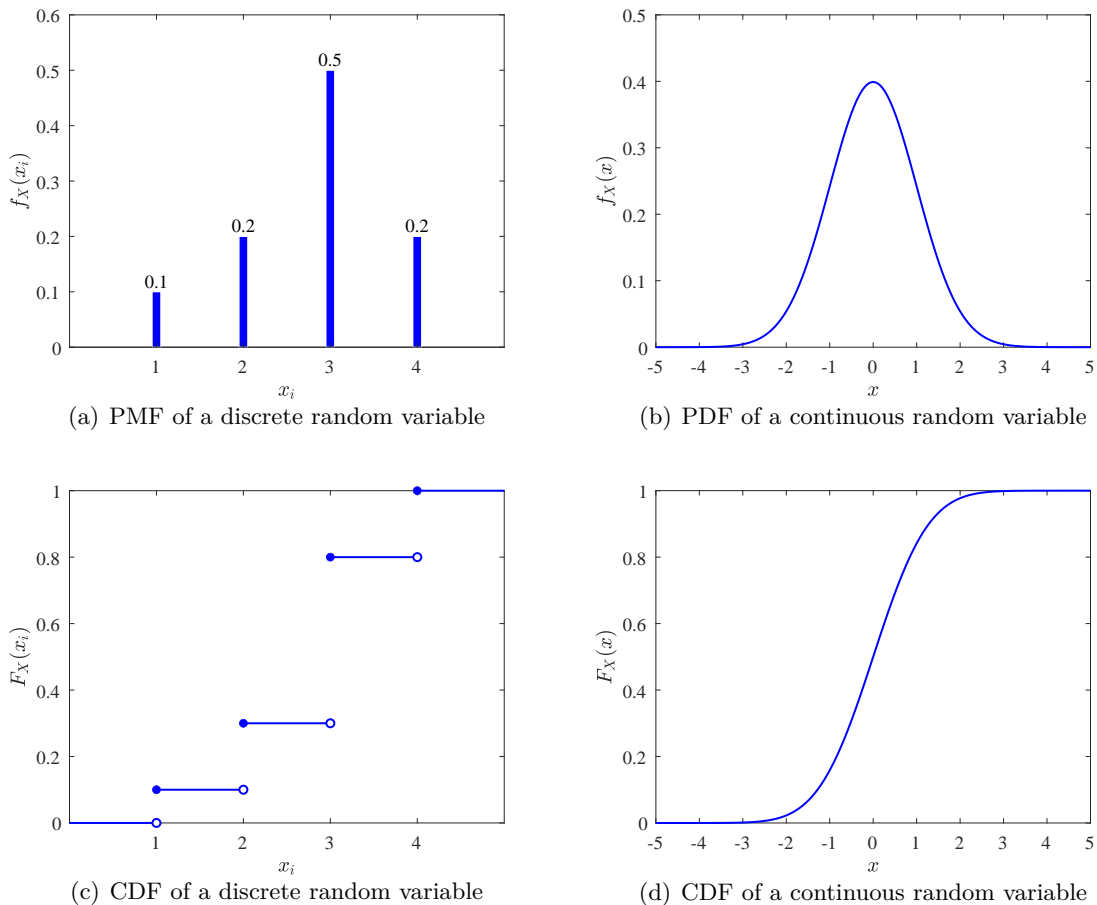 0.6
0.5
0.4
0.3
0.2
0.1
0
f_X(x_i)
0.1
0.2
0.5
0.2
1 2 3 4
x_i
(a) PMF of a discrete random variable
0.5
0.4
0.3
0.2
0.1
0
f_X(x)
-5 -4 -3 -2 -1 0 1 2 3 4 5
x
(b) PDF of a continuous random variable
1
0.8
0.6
0.4
0.2
0
F_X(x_i)
1 2 3 4
x_i
(c) CDF of a discrete random variable
1
0.8
0.6
0.4
0.2
0
F_X(x)
-5 -4 -3 -2 -1 0 1 2 3 4 5
x
(d) CDF of a continuous random variable